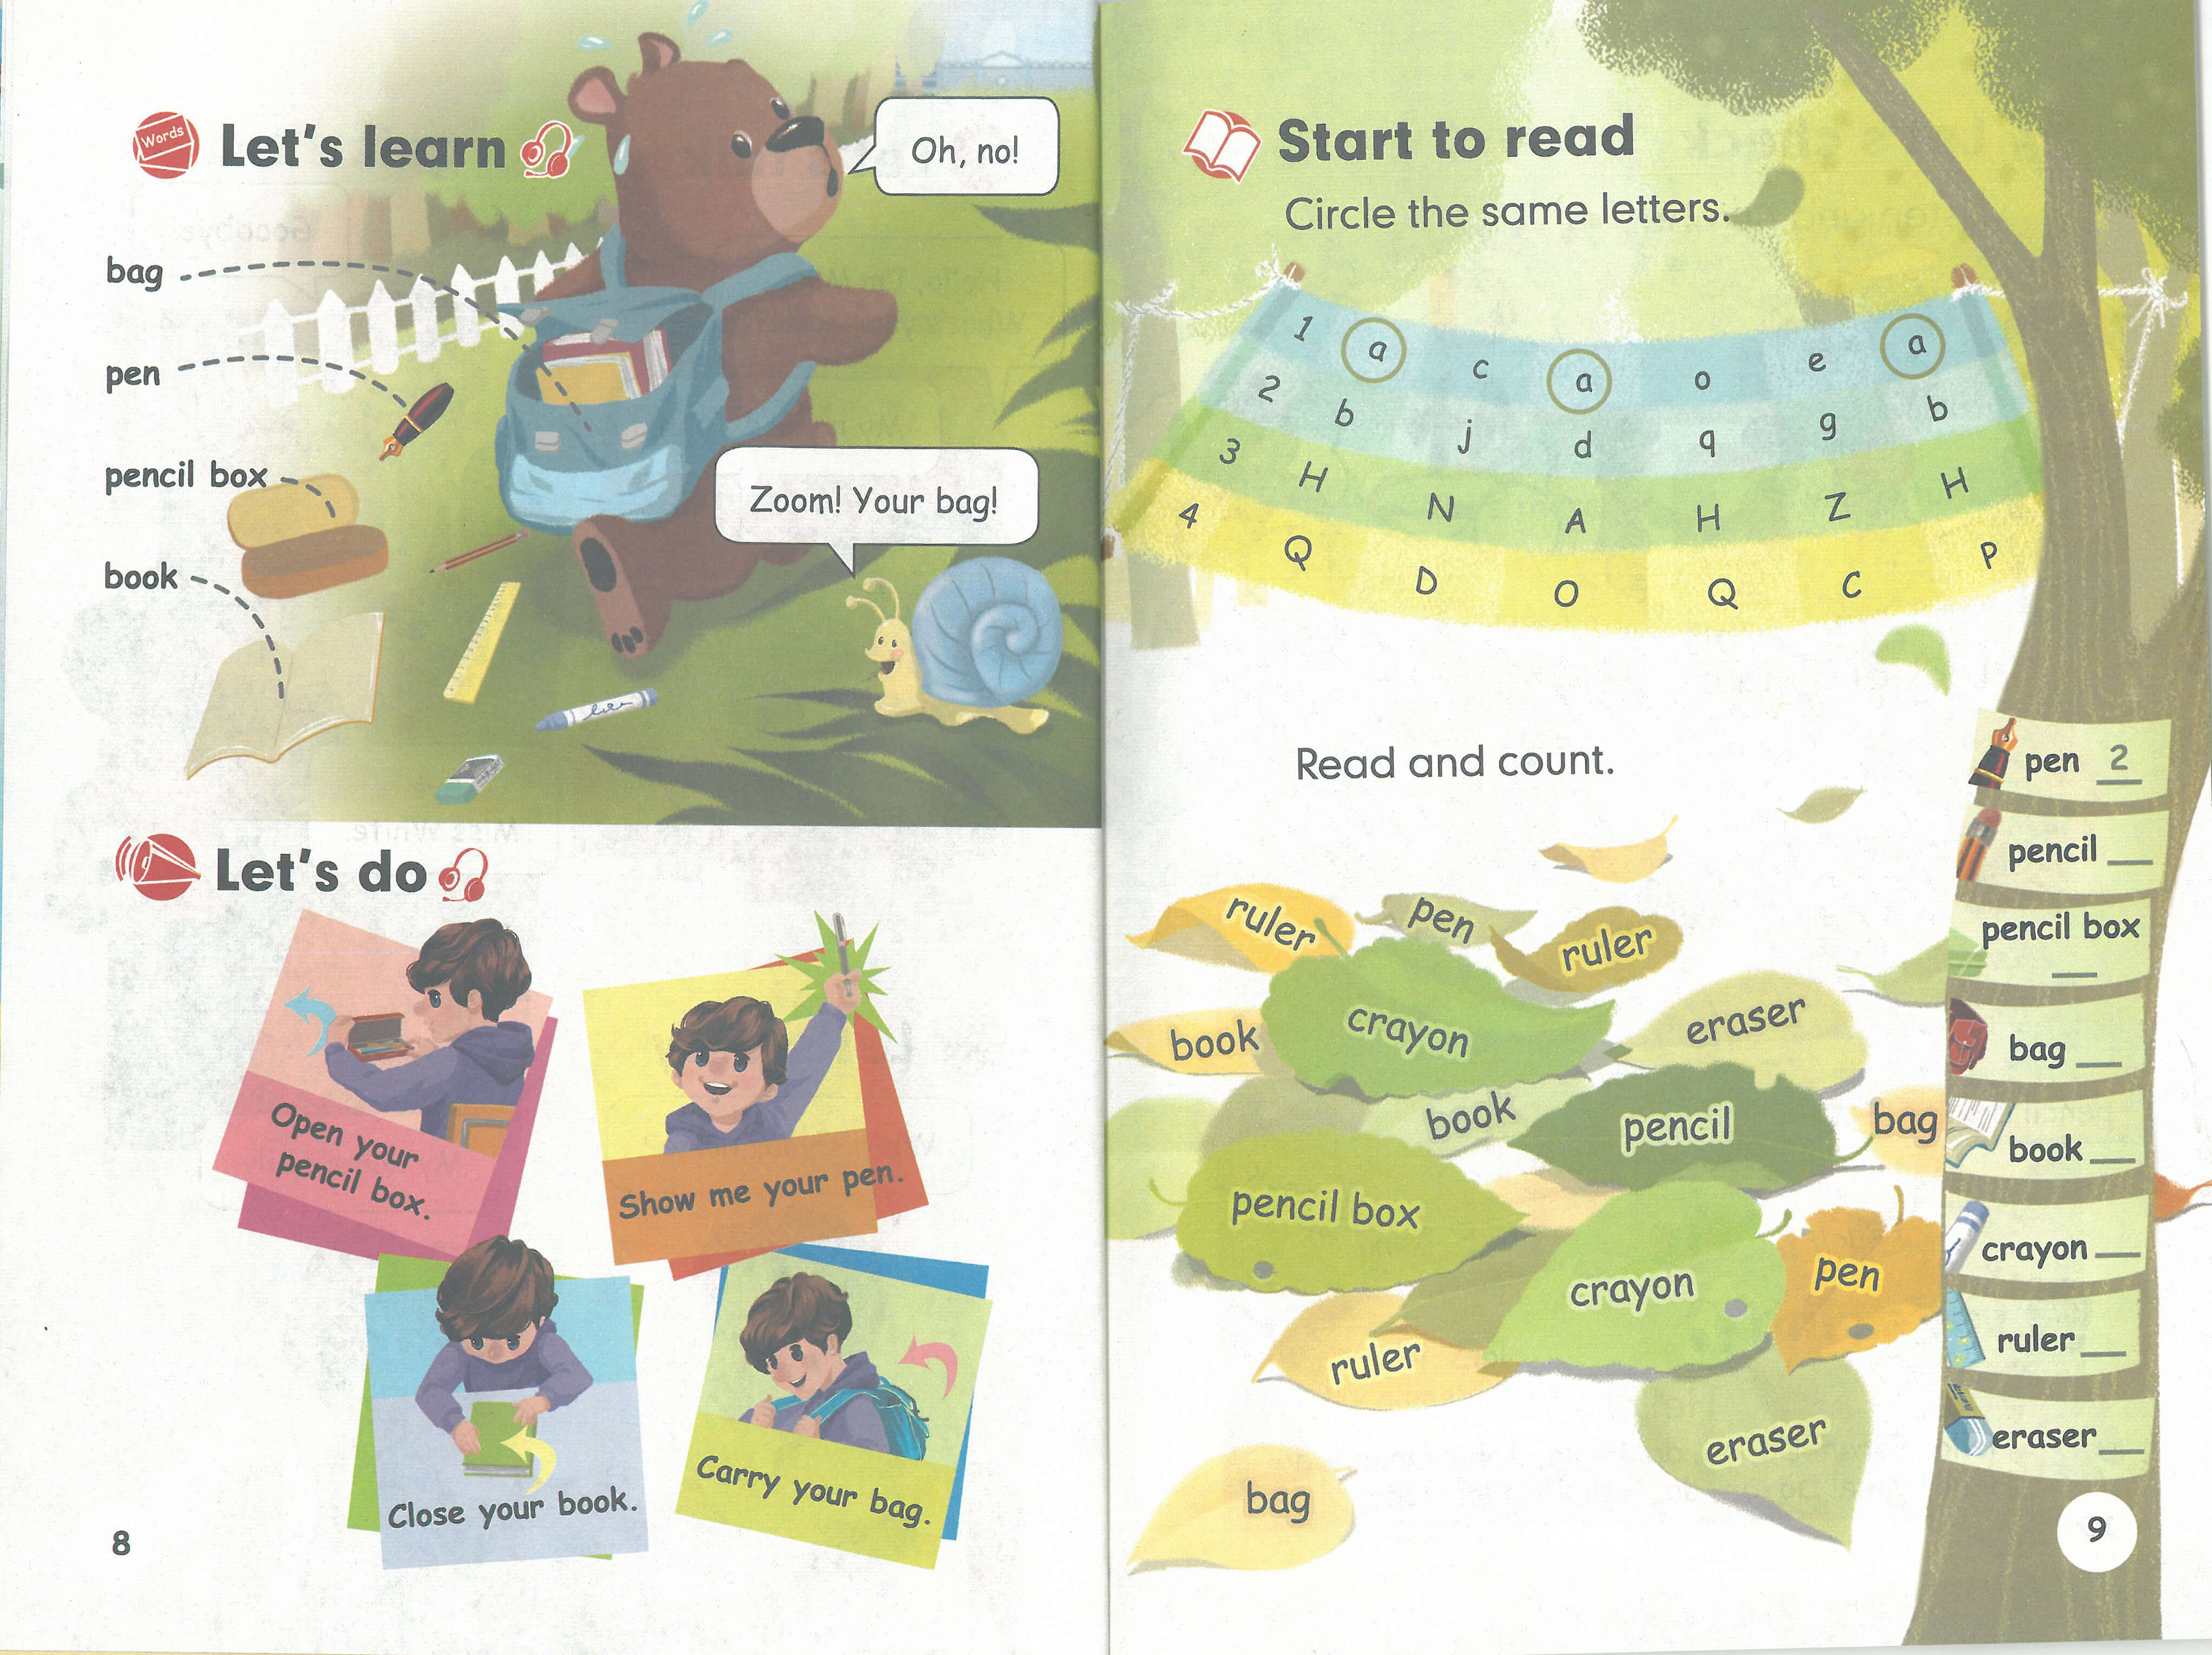 Words
Let's learn
Oh, no!
bag
pen
pencil box
book
Zoom! Your bag!
Let's do
Open your
pencil box.
Show me your pen.
Close your book.
Carry your bag.
8
Start to read
Circle the same letters.
1 a c a o e a
2 b j d q g b
3 H N A H Z H
4 Q D O Q C P
Read and count.
pen 2
pencil __
pencil box
__
bag __
book __
crayon __
ruler __
eraser __
ruler
pen
ruler
book
crayon
eraser
book
pencil
bag
pencil box
crayon
pen
ruler
eraser
bag
9